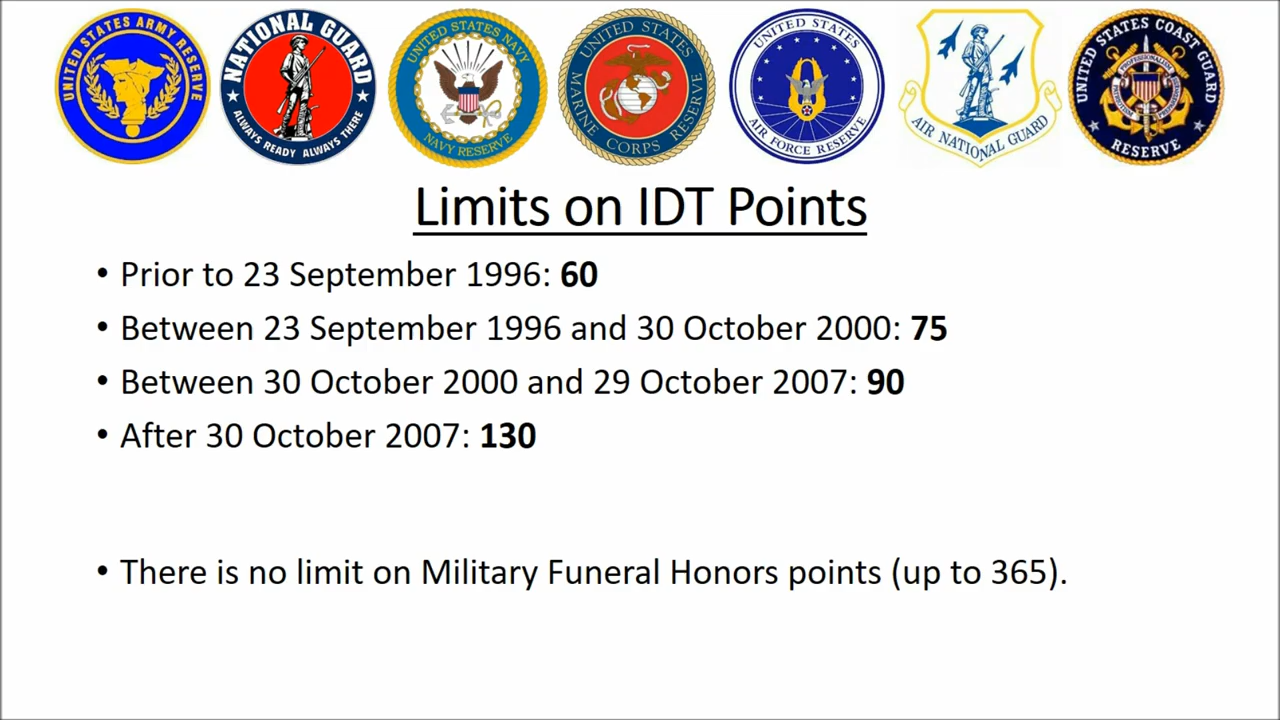 UNITED STATES ARMY RESERVE
NATIONAL GUARD
ALWAYS READY ALWAYS THERE
UNITED STATES NAVY
NAVY RESERVE
UNITED STATES
MARINE CORPS RESERVE
UNITED STATES
AIR FORCE RESERVE
AIR NATIONAL GUARD
UNITED STATES COAST GUARD
RESERVE
Limits on IDT Points
• Prior to 23 September 1996: 60
• Between 23 September 1996 and 30 October 2000: 75
• Between 30 October 2000 and 29 October 2007: 90
• After 30 October 2007: 130
• There is no limit on Military Funeral Honors points (up to 365).